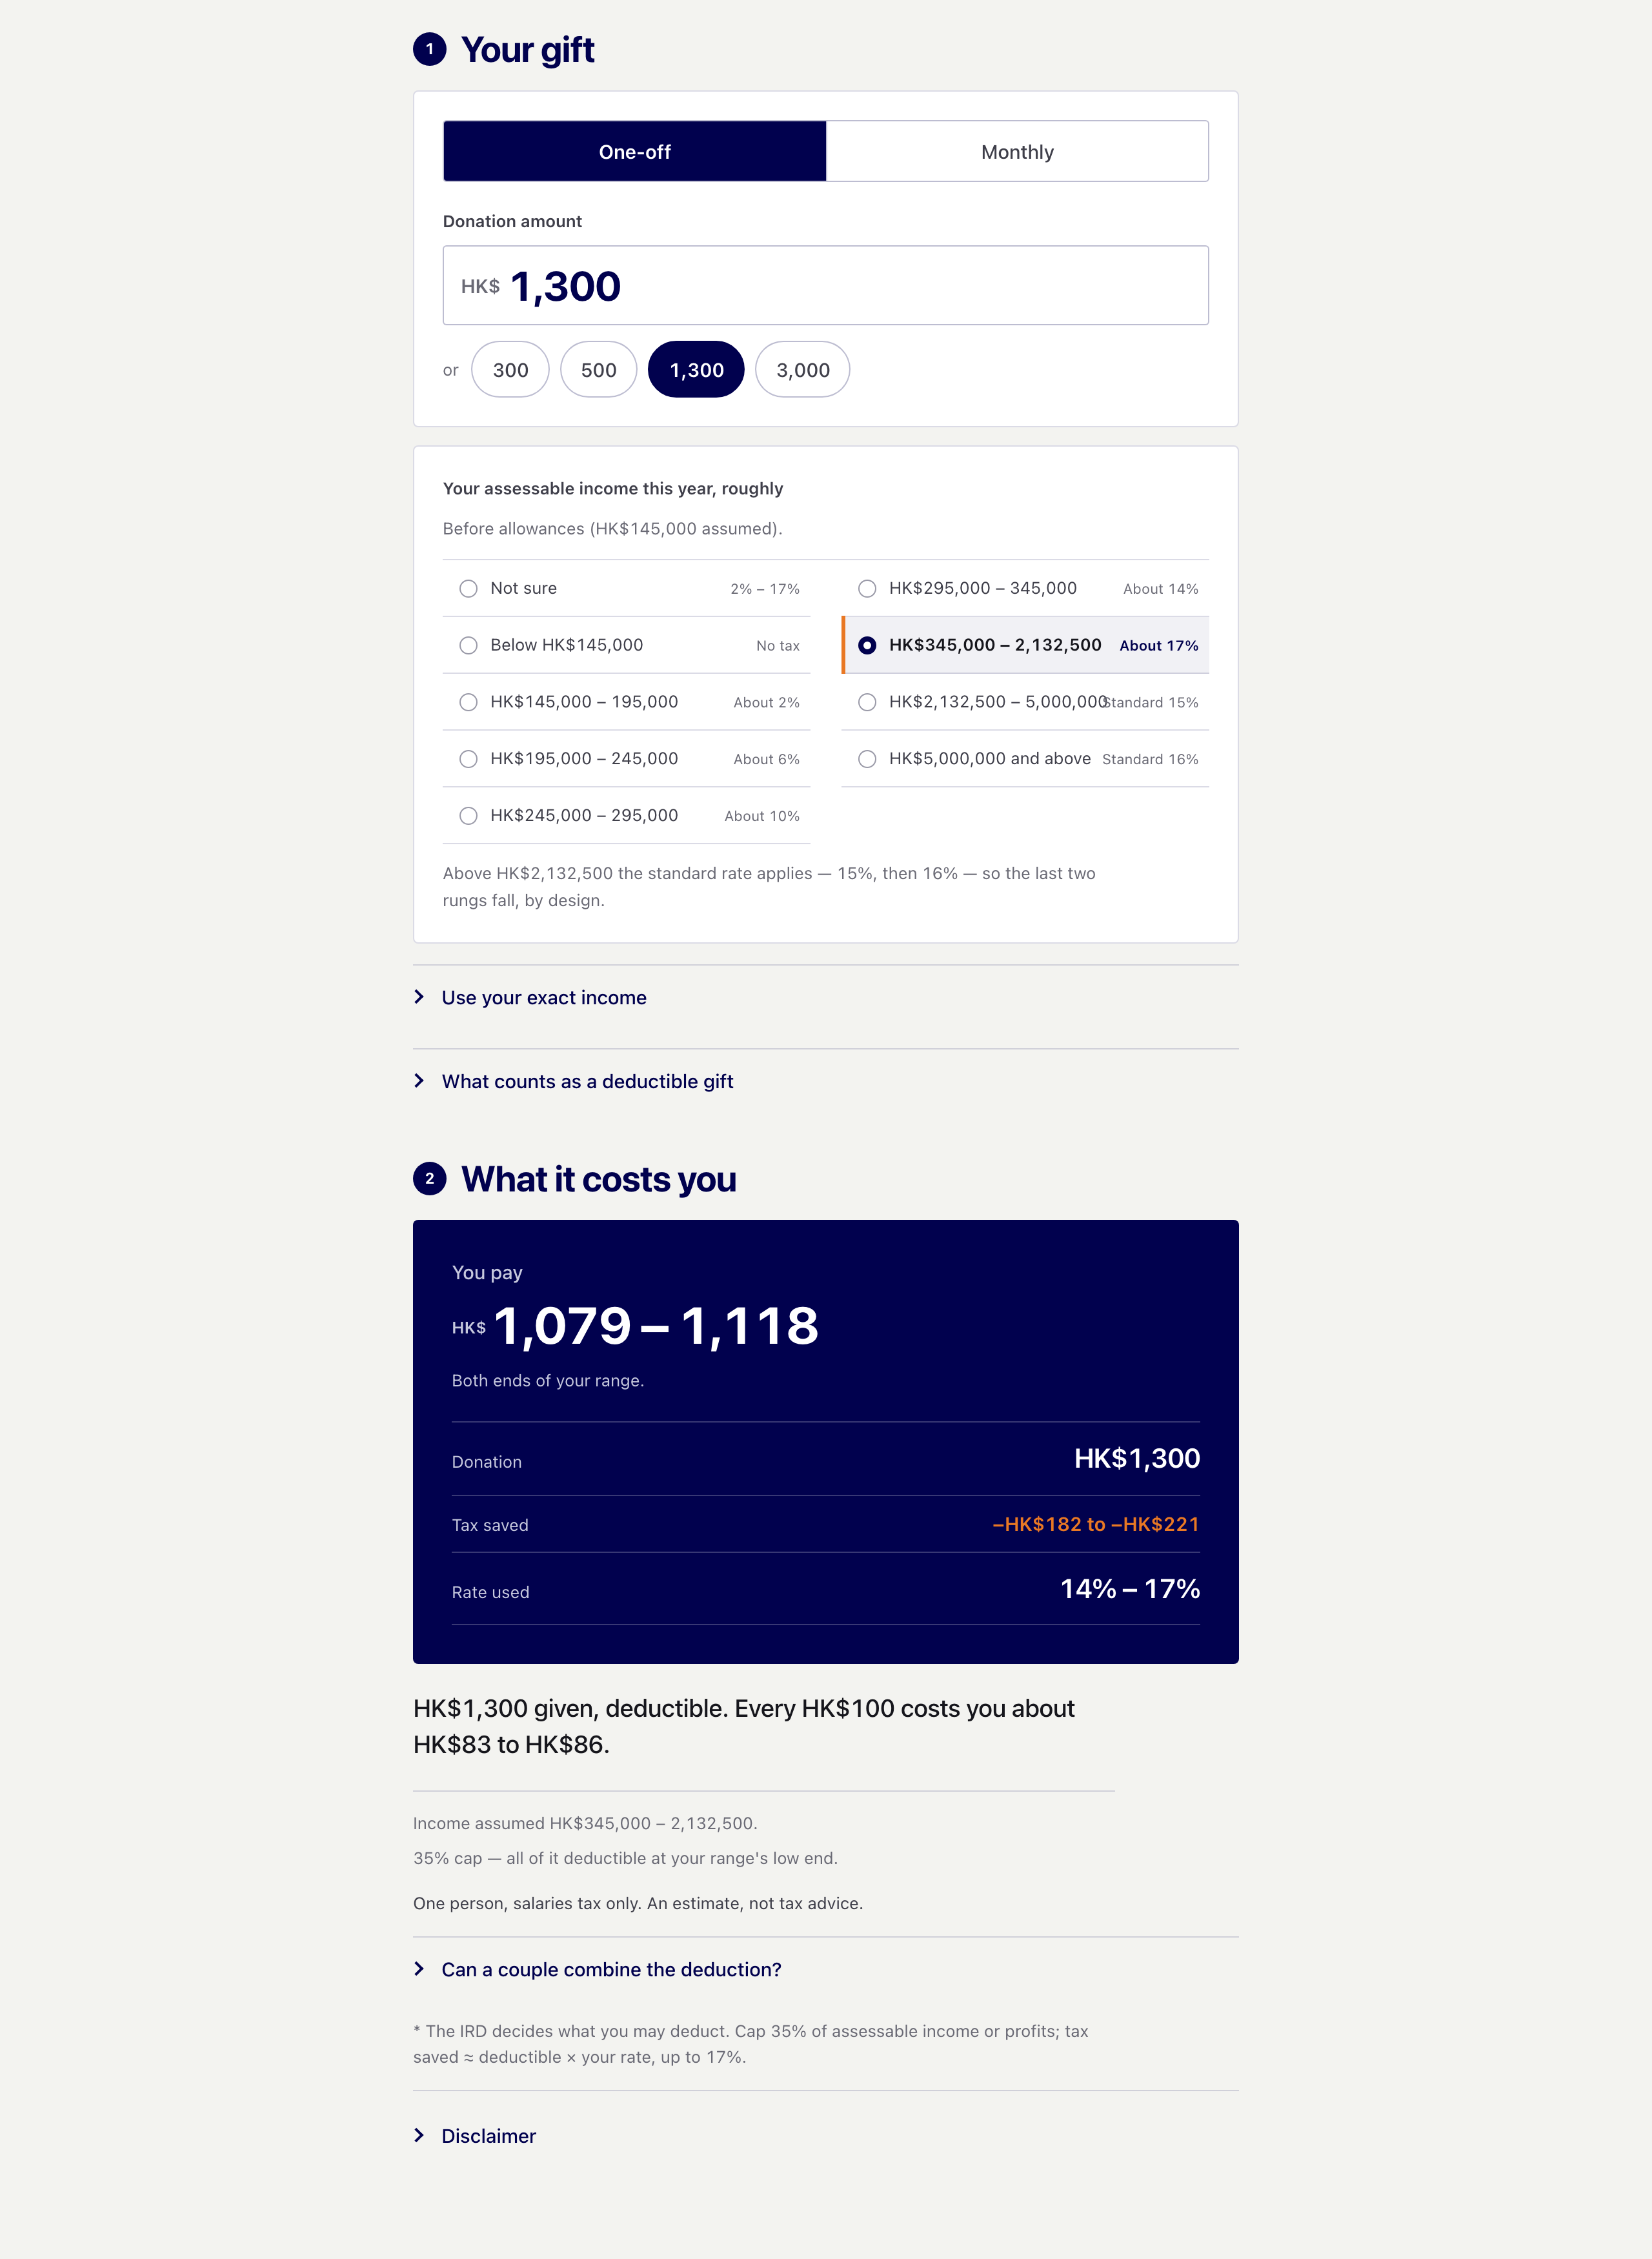 1 Your gift
One-off Monthly
Donation amount
HK$ 1,300
or 300 500 1,300 3,000
Your assessable income this year, roughly
Before allowances (HK$145,000 assumed).
Not sure 2% – 17%
Below HK$145,000 No tax
HK$145,000 – 195,000 About 2%
HK$195,000 – 245,000 About 6%
HK$245,000 – 295,000 About 10%
HK$295,000 – 345,000 About 14%
HK$345,000 – 2,132,500 About 17%
HK$2,132,500 – 5,000,000 Standard 15%
HK$5,000,000 and above Standard 16%
Above HK$2,132,500 the standard rate applies — 15%, then 16% — so the last two
rungs fall, by design.
Use your exact income
What counts as a deductible gift
2 What it costs you
You pay
HK$ 1,079 – 1,118
Both ends of your range.
Donation HK$1,300
Tax saved –HK$182 to –HK$221
Rate used 14% – 17%
HK$1,300 given, deductible. Every HK$100 costs you about
HK$83 to HK$86.
Income assumed HK$345,000 – 2,132,500.
35% cap — all of it deductible at your range's low end.
One person, salaries tax only. An estimate, not tax advice.
Can a couple combine the deduction?
* The IRD decides what you may deduct. Cap 35% of assessable income or profits; tax
saved ≈ deductible × your rate, up to 17%.
Disclaimer